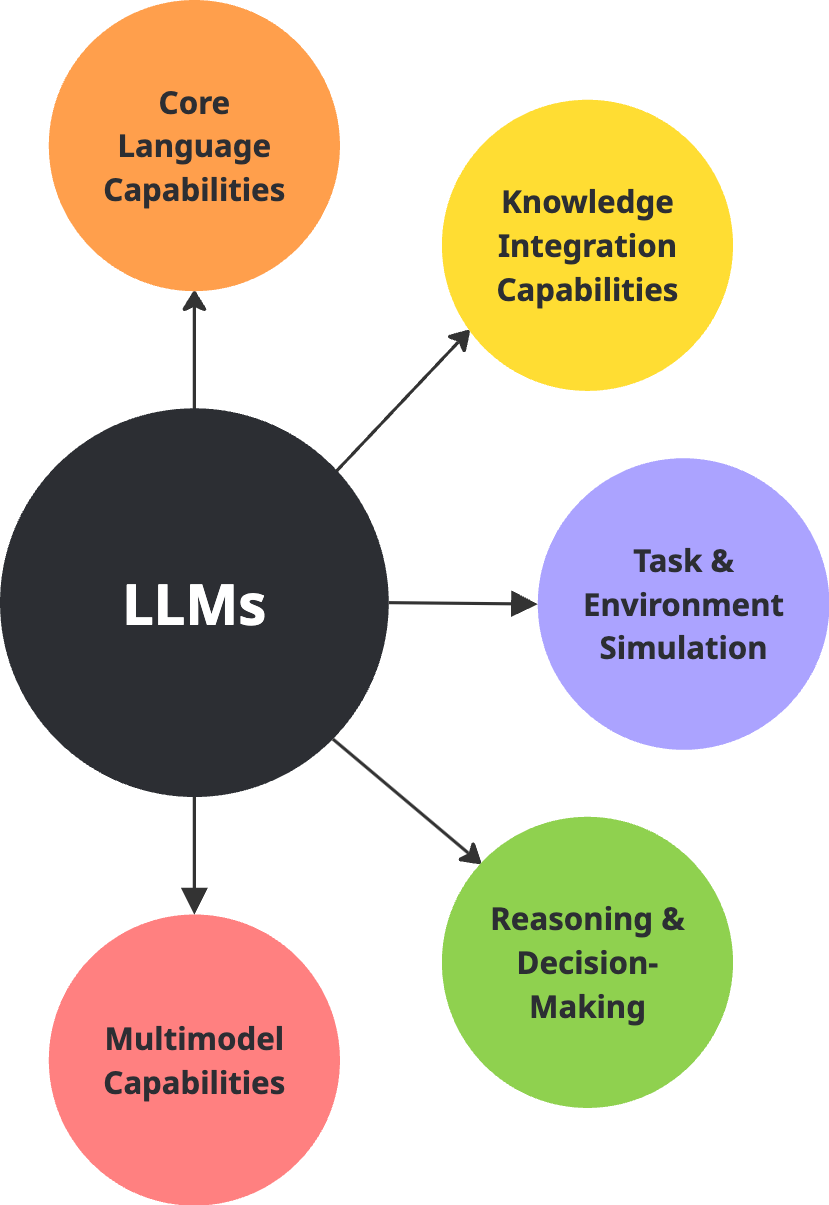 Core
Language
Capabilities
Knowledge
Integration
Capabilities
Task &
Environment
Simulation
LLMs
Reasoning &
Decision-
Making
Multimodel
Capabilities